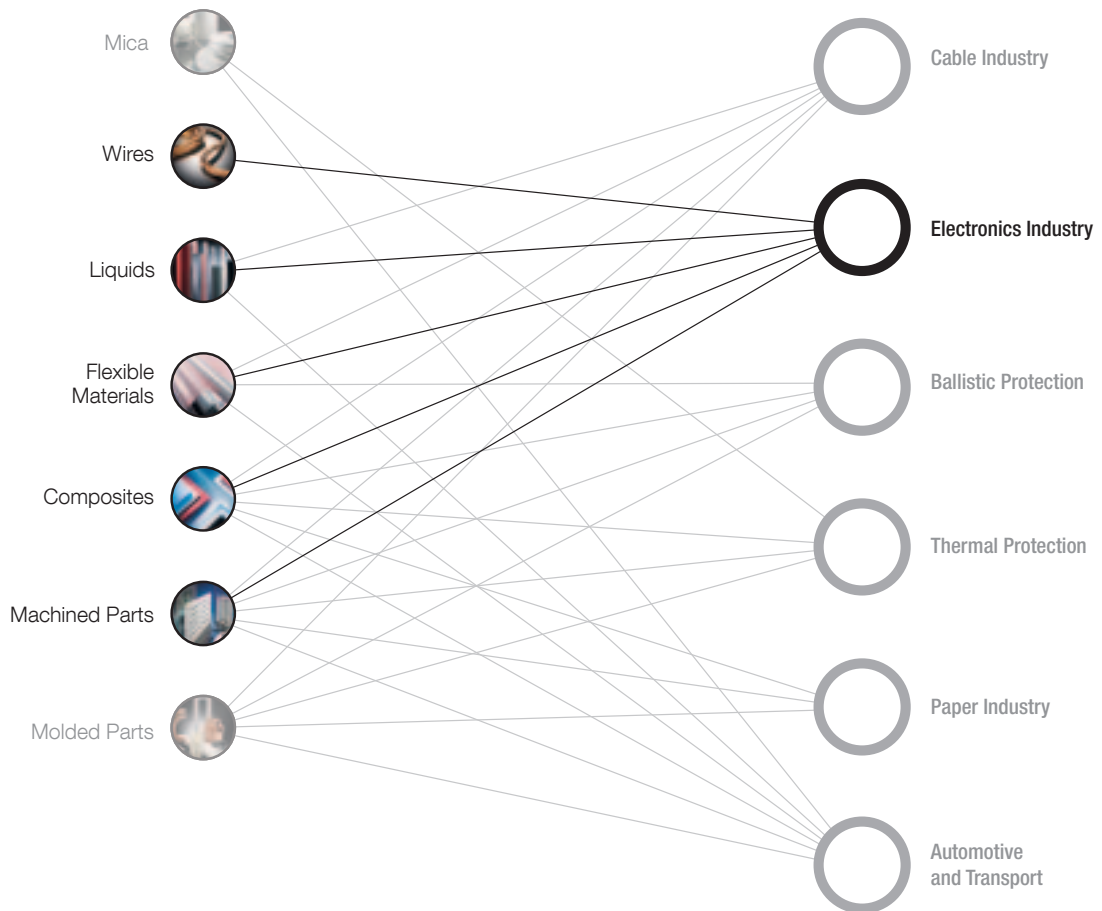 Mica
Wires
Liquids
Flexible
Materials
Composites
Machined Parts
Molded Parts
Cable Industry
Electronics Industry
Ballistic Protection
Thermal Protection
Paper Industry
Automotive
and Transport